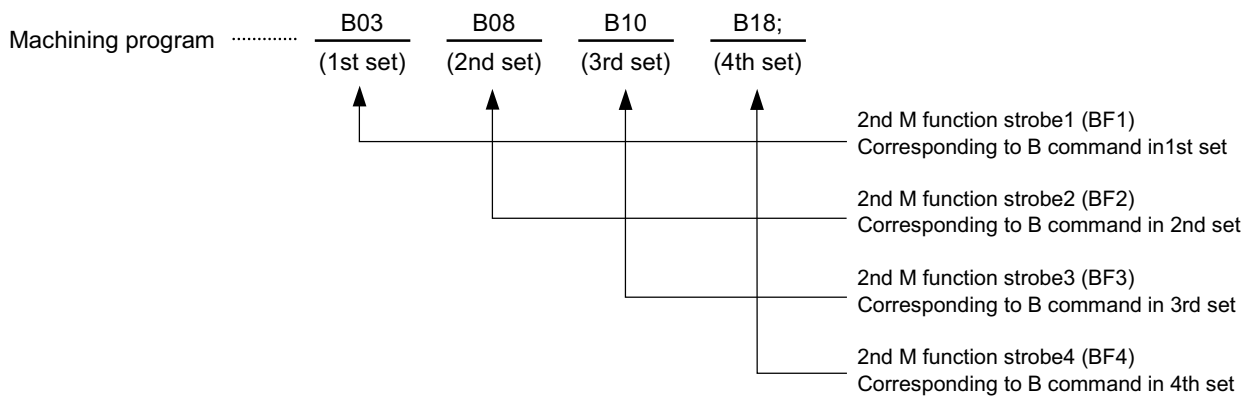 Machining program ············ B03 B08 B10 B18;
(1st set) (2nd set) (3rd set) (4th set)
2nd M function strobe1 (BF1)
Corresponding to B command in1st set
2nd M function strobe2 (BF2)
Corresponding to B command in 2nd set
2nd M function strobe3 (BF3)
Corresponding to B command in 3rd set
2nd M function strobe4 (BF4)
Corresponding to B command in 4th set